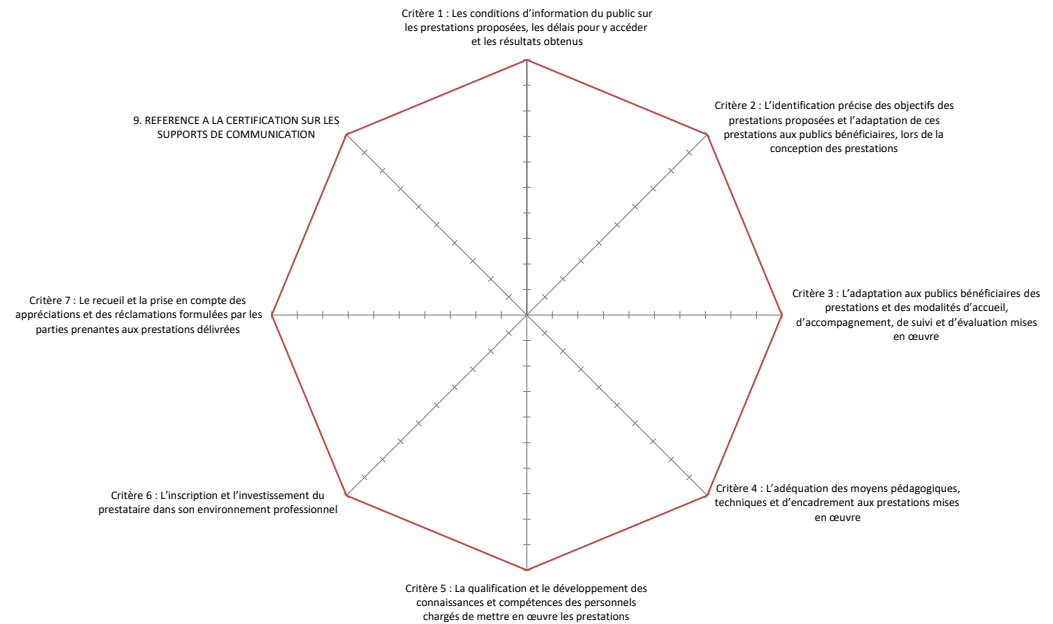 Critère 1 : Les conditions d’information du public sur
les prestations proposées, les délais pour y accéder
et les résultats obtenus
Critère 2 : L’identification précise des objectifs des
prestations proposées et l’adaptation de ces
prestations aux publics bénéficiaires, lors de la
conception des prestations
Critère 3 : L’adaptation aux publics bénéficiaires des
prestations et des modalités d’accueil,
d’accompagnement, de suivi et d’évaluation mises
en œuvre
Critère 4 : L’adéquation des moyens pédagogiques,
techniques et d’encadrement aux prestations mises
en œuvre
Critère 5 : La qualification et le développement des
connaissances et compétences des personnels
chargés de mettre en œuvre les prestations
Critère 6 : L’inscription et l’investissement du
prestataire dans son environnement professionnel
Critère 7 : Le recueil et la prise en compte des
appréciations et des réclamations formulées par les
parties prenantes aux prestations délivrées
9. REFERENCE A LA CERTIFICATION SUR LES
SUPPORTS DE COMMUNICATION